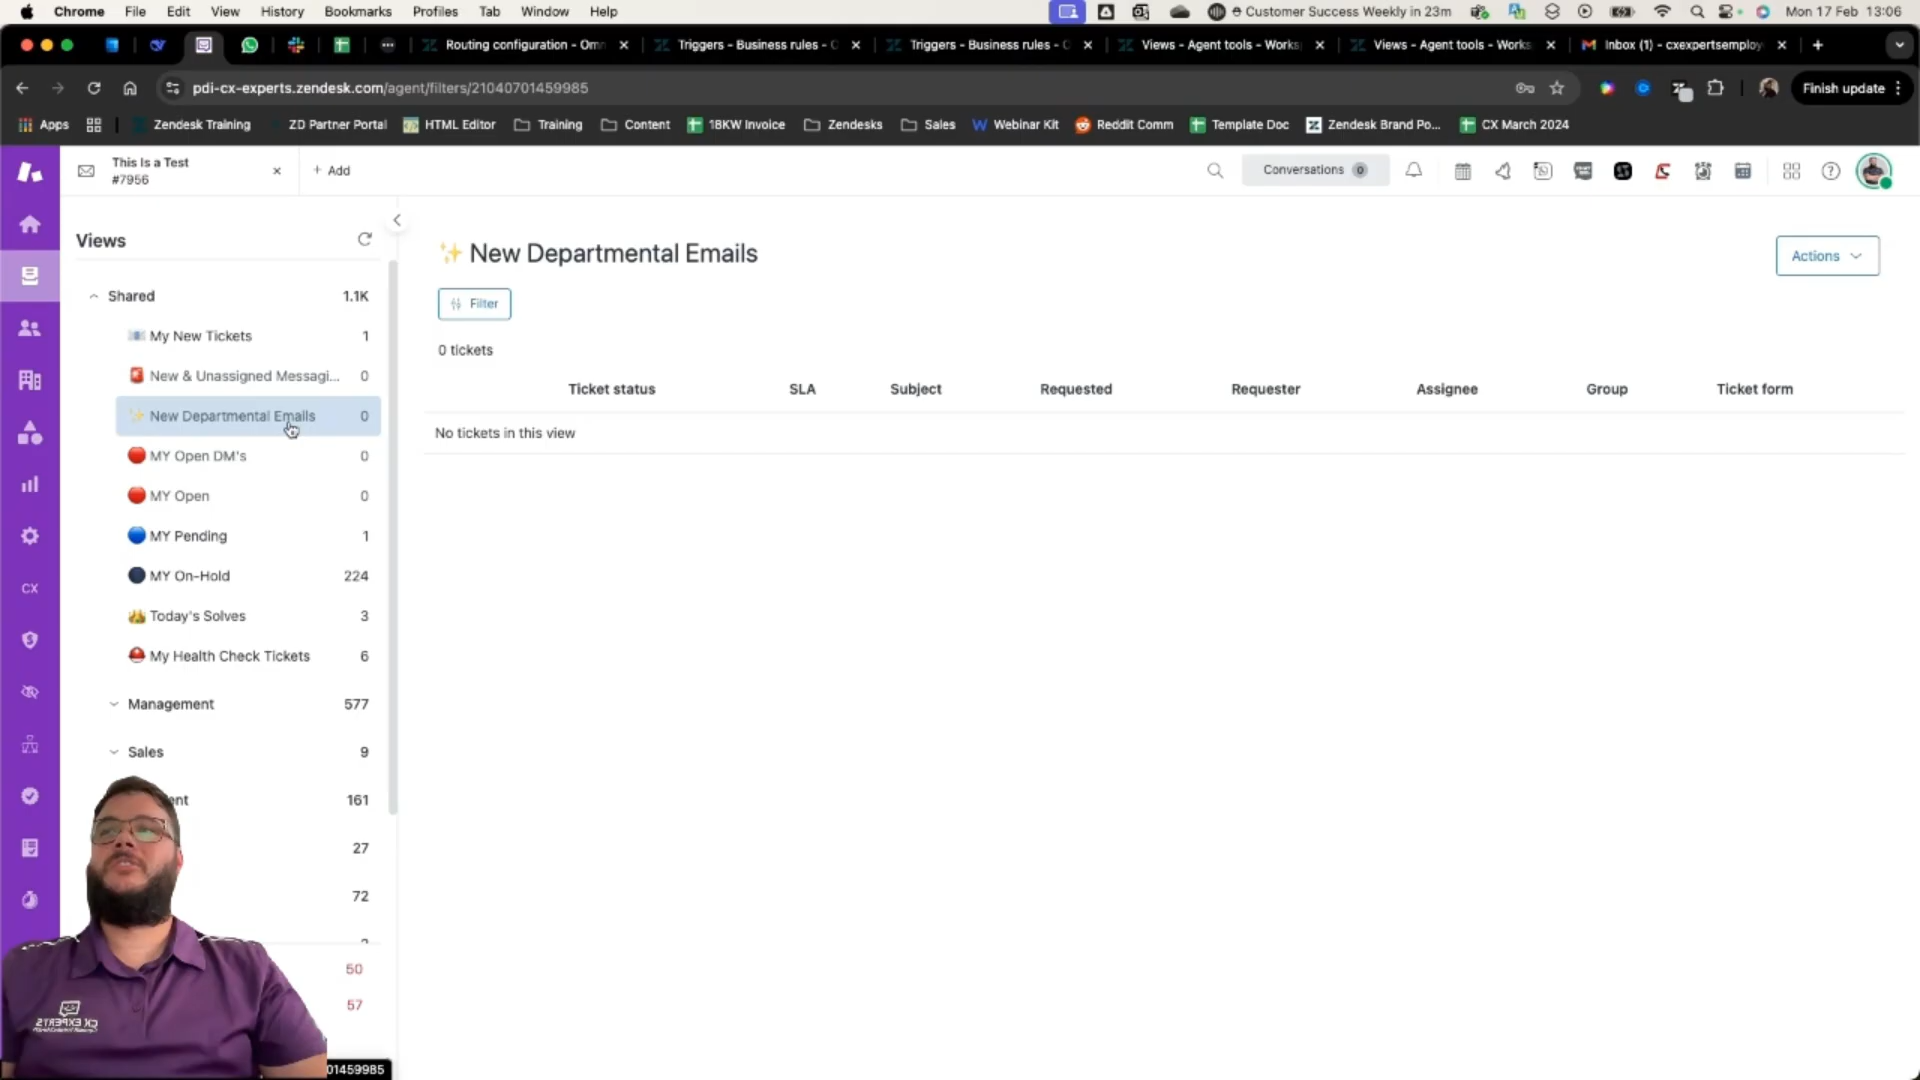 Chrome File Edit View History Bookmarks Profiles Tab Window Help
Customer Success Weekly in 23m
Mon 17 Feb 13:06
Routing configuration - Omn
Triggers - Business rules -
Triggers - Business rules -
Views - Agent tools - Works
Views - Agent tools - Works
Inbox (1) - cxexpertsemploy
pdi-cx-experts.zendesk.com/agent/filters/21040701459985
Finish update
Apps Zendesk Training ZD Partner Portal HTML Editor Training Content 18KW Invoice Zendesks Sales Webinar Kit Reddit Comm Template Doc Zendesk Brand Po... CX March 2024
This Is a Test
#7956
+ Add
Conversations 0
Views
Shared 1.1K
My New Tickets 1
New & Unassigned Messagi... 0
New Departmental Emails 0
MY Open DM's 0
MY Open 0
MY Pending 1
MY On-Hold 224
Today's Solves 3
My Health Check Tickets 6
Management 577
Sales 9
ent 161
27
72
50
57
01459985
CX
CX EXPERTS
✨ New Departmental Emails
Actions
Filter
0 tickets
Ticket status SLA Subject Requested Requester Assignee Group Ticket form
No tickets in this view